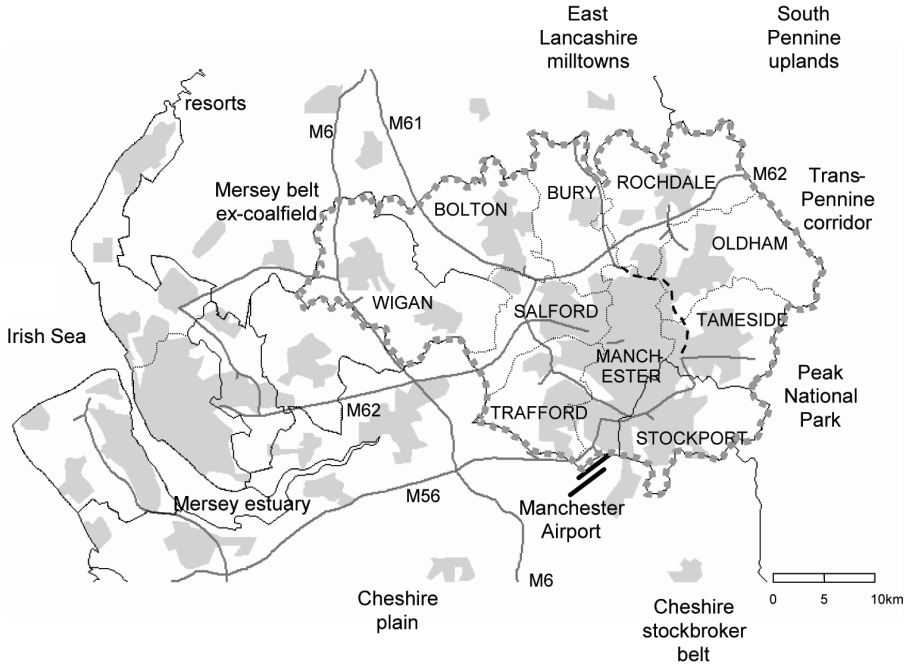 East
Lancashire
milltowns
South
Pennine
uplands
resorts
M6
M61
Mersey belt
ex-coalfield
BOLTON
BURY
ROCHDALE
M62
Trans-
Pennine
corridor
OLDHAM
WIGAN
SALFORD
TAMESIDE
Irish Sea
MANCH
ESTER
Peak
National
Park
M62
TRAFFORD
STOCKPORT
M56
Mersey estuary
Manchester
Airport
M6
Cheshire
plain
Cheshire
stockbroker
belt
0 5 10km